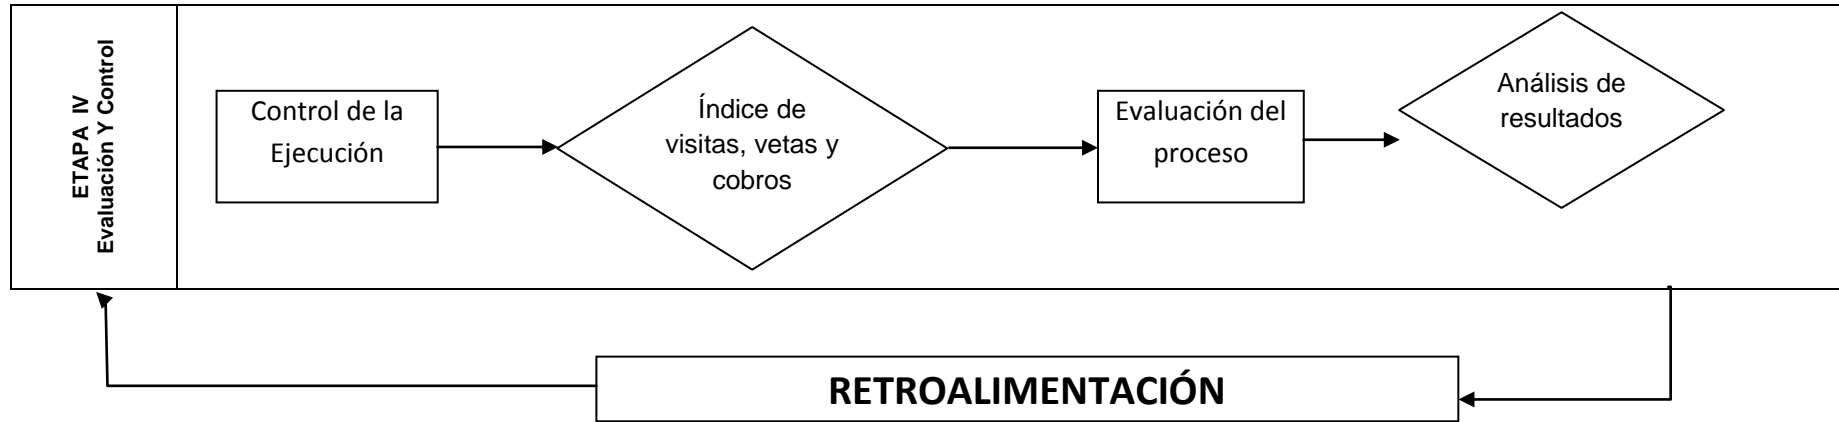 ETAPA IV
Evaluación Y Control
Control de la
Ejecución
Índice de
visitas, vetas y
cobros
Evaluación del
proceso
Análisis de
resultados
RETROALIMENTACIÓN